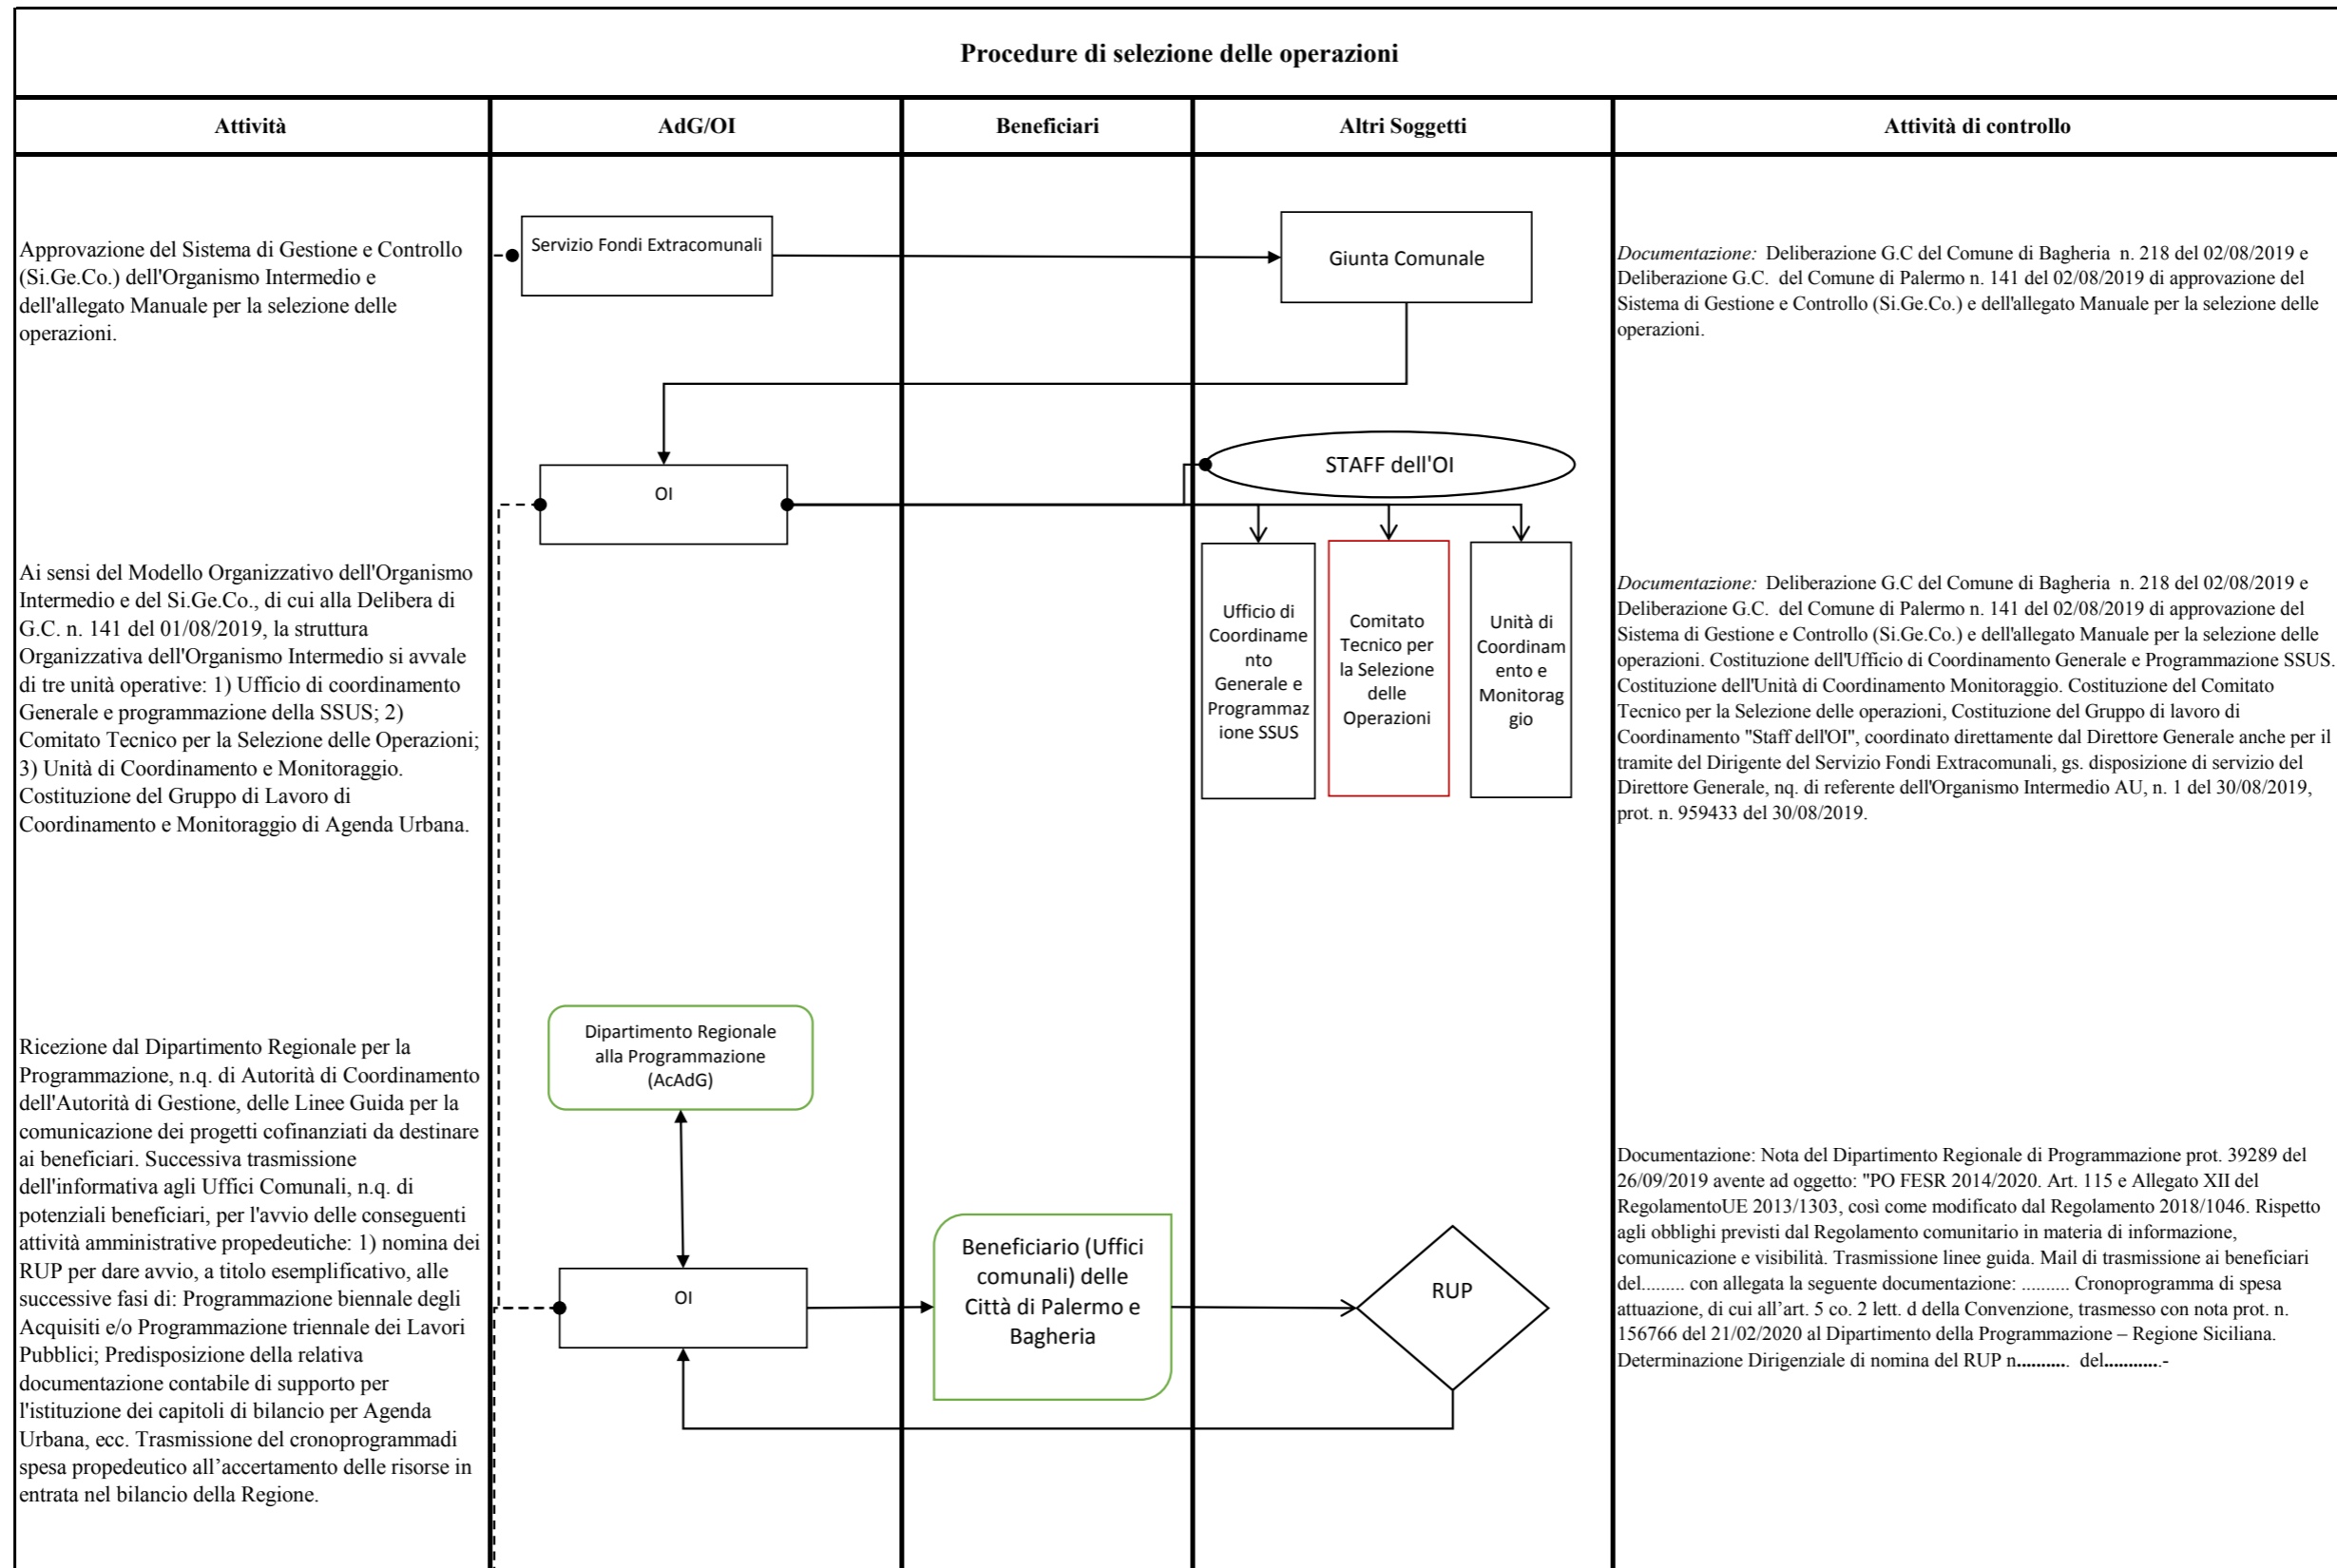 Procedure di selezione delle operazioni
Attività
AdG/OI
Beneficiari
Altri Soggetti
Attività di controllo
Approvazione del Sistema di Gestione e Controllo
(Si.Ge.Co.) dell'Organismo Intermedio e
dell'allegato Manuale per la selezione delle
operazioni.
Servizio Fondi Extracomunali
Giunta Comunale
Documentazione: Deliberazione G.C del Comune di Bagheria n. 218 del 02/08/2019 e
Deliberazione G.C. del Comune di Palermo n. 141 del 02/08/2019 di approvazione del
Sistema di Gestione e Controllo (Si.Ge.Co.) e dell'allegato Manuale per la selezione delle
operazioni.
OI
STAFF dell'OI
Ai sensi del Modello Organizzativo dell'Organismo
Intermedio e del Si.Ge.Co., di cui alla Delibera di
G.C. n. 141 del 01/08/2019, la struttura
Organizzativa dell'Organismo Intermedio si avvale
di tre unità operative: 1) Ufficio di coordinamento
Generale e programmazione della SSUS; 2)
Comitato Tecnico per la Selezione delle Operazioni;
3) Unità di Coordinamento e Monitoraggio.
Costituzione del Gruppo di Lavoro di
Coordinamento e Monitoraggio di Agenda Urbana.
Ufficio di
Coordiname
nto
Generale e
Programmaz
ione SSUS
Comitato
Tecnico per
la Selezione
delle
Operazioni
Unità di
Coordinam
ento e
Monitorag
gio
Documentazione: Deliberazione G.C del Comune di Bagheria n. 218 del 02/08/2019 e
Deliberazione G.C. del Comune di Palermo n. 141 del 02/08/2019 di approvazione del
Sistema di Gestione e Controllo (Si.Ge.Co.) e dell'allegato Manuale per la selezione delle
operazioni. Costituzione dell'Ufficio di Coordinamento Generale e Programmazione SSUS.
Costituzione dell'Unità di Coordinamento Monitoraggio. Costituzione del Comitato
Tecnico per la Selezione delle operazioni, Costituzione del Gruppo di lavoro di
Coordinamento "Staff dell'OI", coordinato direttamente dal Direttore Generale anche per il
tramite del Dirigente del Servizio Fondi Extracomunali, gs. disposizione di servizio del
Direttore Generale, nq. di referente dell'Organismo Intermedio AU, n. 1 del 30/08/2019,
prot. n. 959433 del 30/08/2019.
Ricezione dal Dipartimento Regionale per la
Programmazione, n.q. di Autorità di Coordinamento
dell'Autorità di Gestione, delle Linee Guida per la
comunicazione dei progetti cofinanziati da destinare
ai beneficiari. Successiva trasmissione
dell'informativa agli Uffici Comunali, n.q. di
potenziali beneficiari, per l'avvio delle conseguenti
attività amministrative propedeutiche: 1) nomina dei
RUP per dare avvio, a titolo esemplificativo, alle
successive fasi di: Programmazione biennale degli
Acquisiti e/o Programmazione triennale dei Lavori
Pubblici; Predisposizione della relativa
documentazione contabile di supporto per
l'istituzione dei capitoli di bilancio per Agenda
Urbana, ecc. Trasmissione del cronoprogrammadi
spesa propedeutico all’accertamento delle risorse in
entrata nel bilancio della Regione.
Dipartimento Regionale
alla Programmazione
(AcAdG)
OI
Beneficiario (Uffici
comunali) delle
Città di Palermo e
Bagheria
RUP
Documentazione: Nota del Dipartimento Regionale di Programmazione prot. 39289 del
26/09/2019 avente ad oggetto: "PO FESR 2014/2020. Art. 115 e Allegato XII del
RegolamentoUE 2013/1303, così come modificato dal Regolamento 2018/1046. Rispetto
agli obblighi previsti dal Regolamento comunitario in materia di informazione,
comunicazione e visibilità. Trasmissione linee guida. Mail di trasmissione ai beneficiari
del......... con allegata la seguente documentazione: .......... Cronoprogramma di spesa
attuazione, di cui all’art. 5 co. 2 lett. d della Convenzione, trasmesso con nota prot. n.
156766 del 21/02/2020 al Dipartimento della Programmazione – Regione Siciliana.
Determinazione Dirigenziale di nomina del RUP n........... del............-